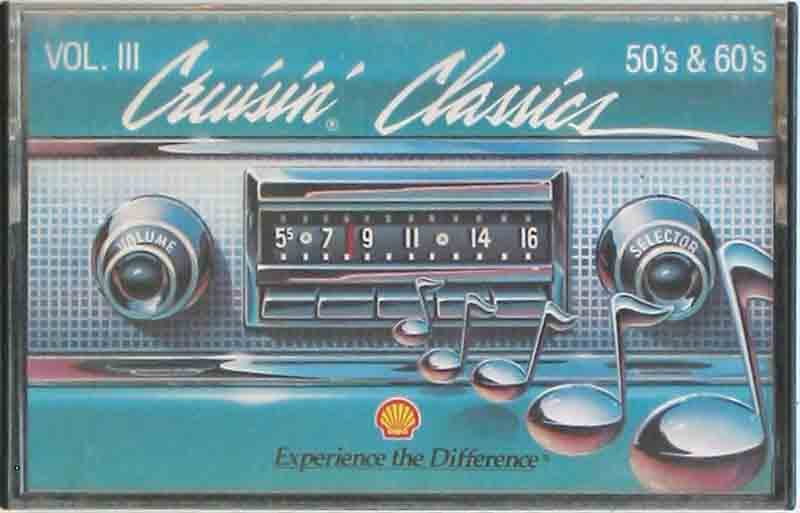 VOL. III
Cruisin'® Classics
50's & 60's
VOLUME
5⁵ 7 9 11 14 16
SELECTOR
Shell
Experience the Difference®